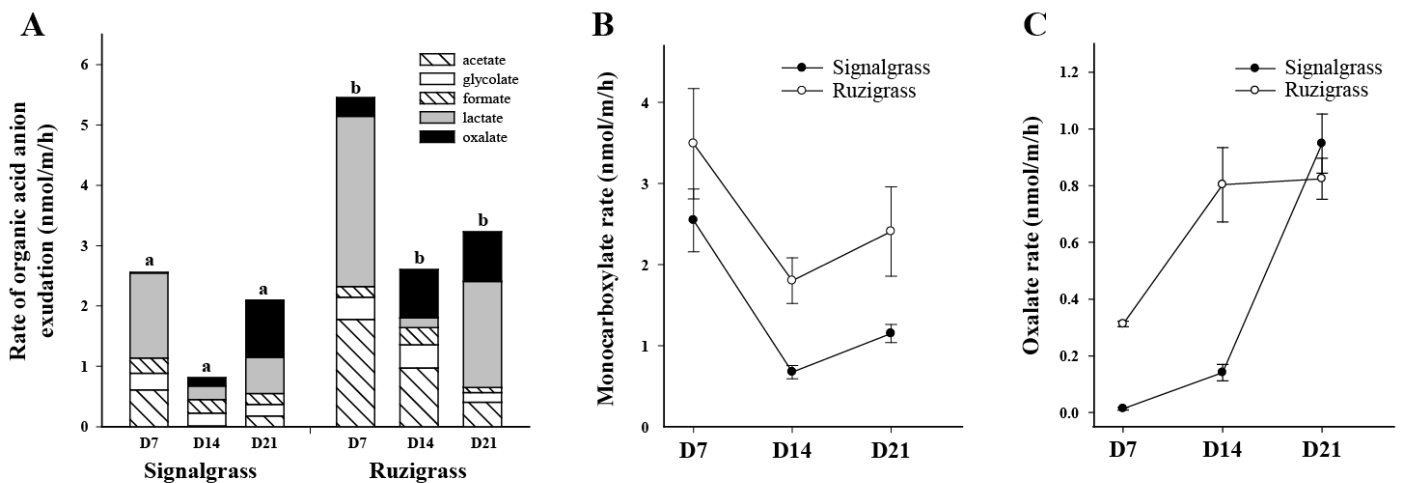 A
Rate of organic acid anion
exudation (nmol/m/h)
6
5
4
3
2
1
0
acetate
glycolate
formate
lactate
oxalate
a
a
a
b
b
b
D7
D14
D21
D7
D14
D21
Signalgrass
Ruzigrass
B
Monocarboxylate rate (nmol/m/h)
4
3
2
1
0
Signalgrass
Ruzigrass
D7
D14
D21
C
Oxalate rate (nmol/m/h)
1.2
1.0
0.8
0.6
0.4
0.2
0.0
Signalgrass
Ruzigrass
D7
D14
D21